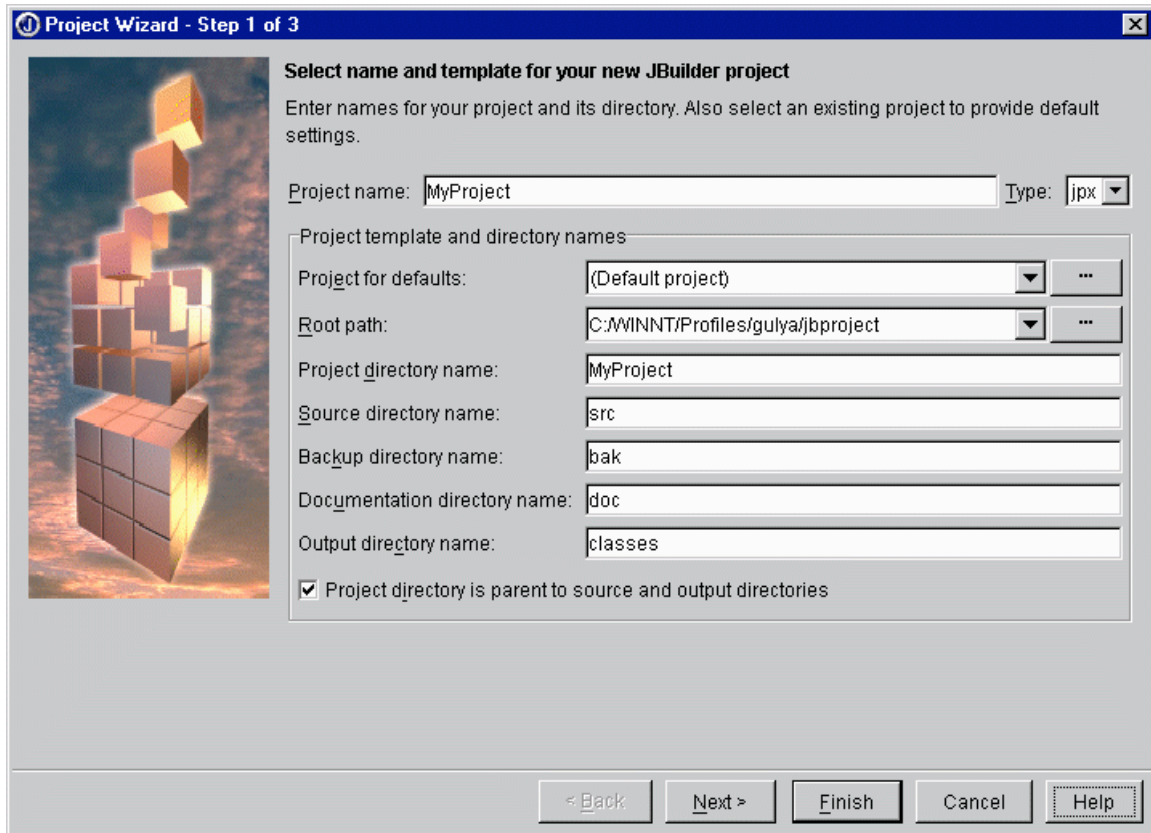 Project Wizard - Step 1 of 3
Select name and template for your new JBuilder project
Enter names for your project and its directory. Also select an existing project to provide default
settings.
Project name: MyProject Type: jpx
Project template and directory names
Project for defaults: (Default project) ...
Root path: C:/WINNT/Profiles/gulya/jbproject ...
Project directory name: MyProject
Source directory name: src
Backup directory name: bak
Documentation directory name: doc
Output directory name: classes
Project directory is parent to source and output directories
< Back Next > Finish Cancel Help